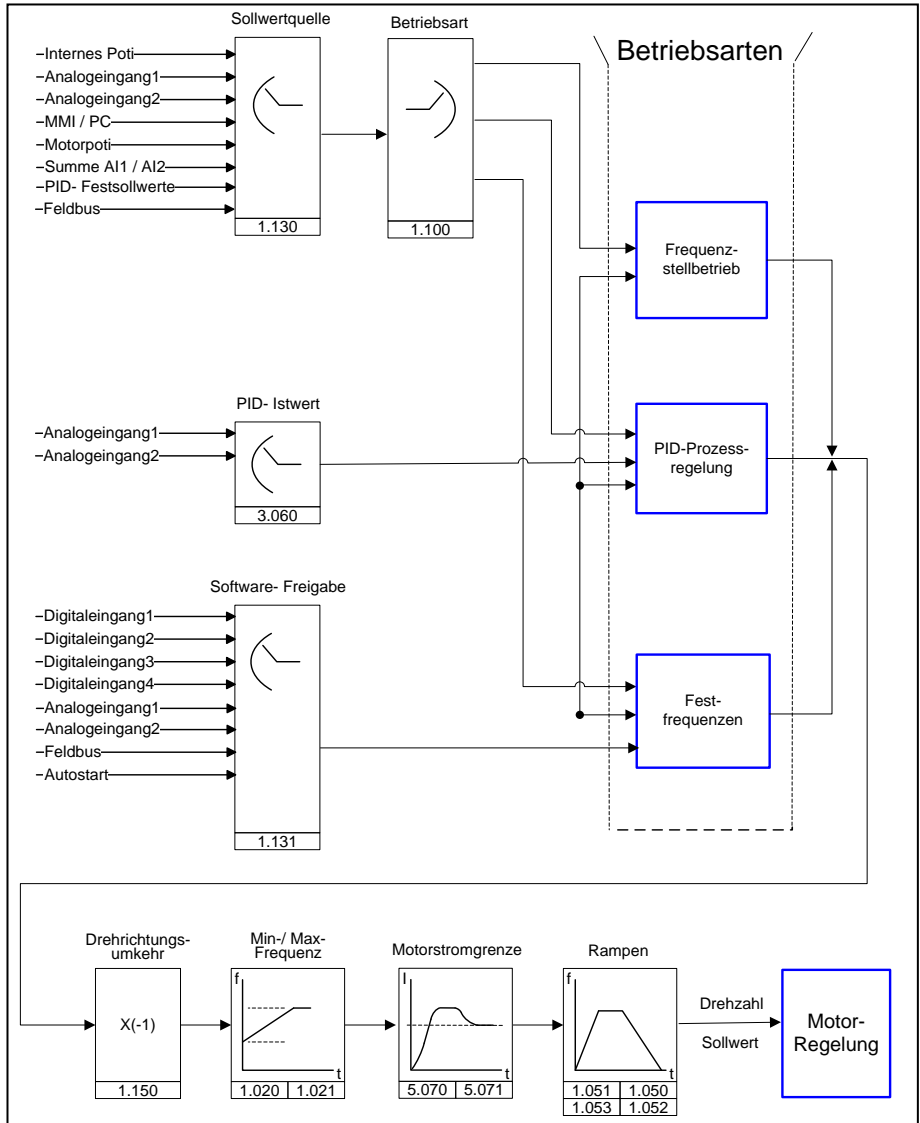 Sollwertquelle
Betriebsart
Betriebsarten
Internes Poti
Analogeingang1
Analogeingang2
MMI / PC
Motorpoti
Summe AI1 / AI2
PID- Festsollwerte
Feldbus
1.130
1.100
Frequenz-
stellbetrieb
PID- Istwert
Analogeingang1
Analogeingang2
3.060
PID-Prozess-
regelung
Software- Freigabe
Digitaleingang1
Digitaleingang2
Digitaleingang3
Digitaleingang4
Analogeingang1
Analogeingang2
Feldbus
Autostart
1.131
Fest-
frequenzen
Drehrichtungs-
umkehr
X(-1)
1.150
Min-/ Max-
Frequenz
f
t
1.020 1.021
Motorstromgrenze
I
t
5.070 5.071
Rampen
f
t
1.051 1.050
1.053 1.052
Drehzahl
Sollwert
Motor-
Regelung